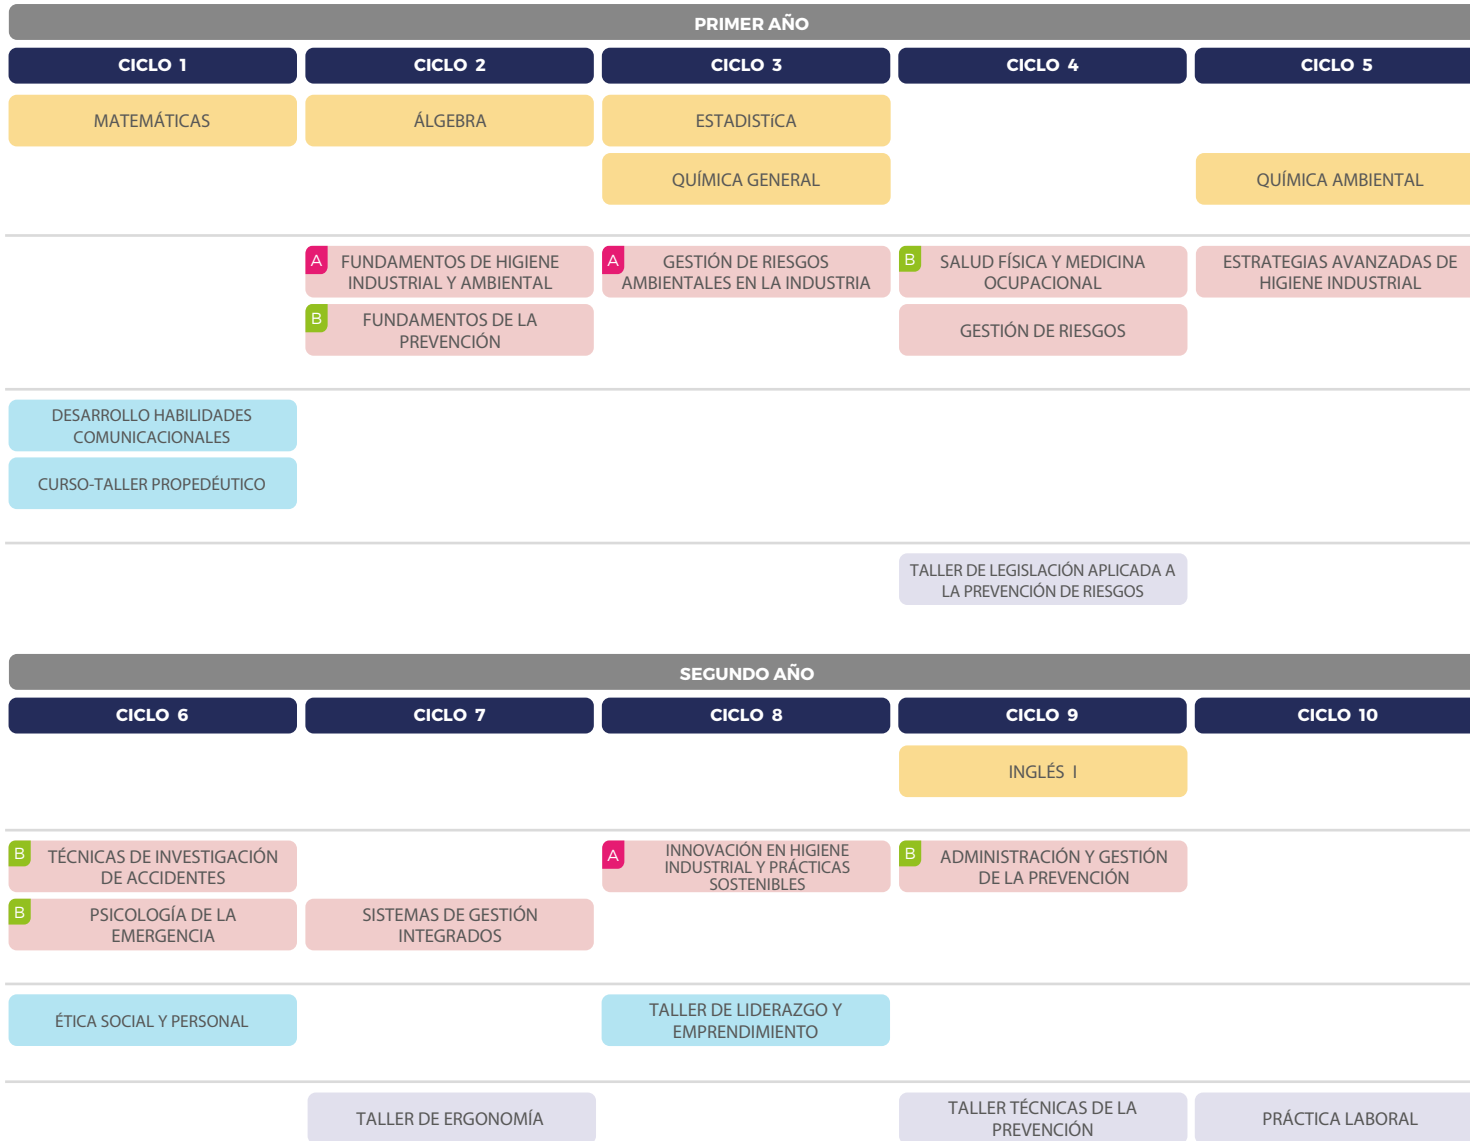 PRIMER AÑO
CICLO 1
CICLO 2
CICLO 3
CICLO 4
CICLO 5
MATEMÁTICAS
ÁLGEBRA
ESTADISTíCA
QUÍMICA GENERAL
QUÍMICA AMBIENTAL
A
FUNDAMENTOS DE HIGIENE
INDUSTRIAL Y AMBIENTAL
A
GESTIÓN DE RIESGOS
AMBIENTALES EN LA INDUSTRIA
B
SALUD FÍSICA Y MEDICINA
OCUPACIONAL
ESTRATEGIAS AVANZADAS DE
HIGIENE INDUSTRIAL
B
FUNDAMENTOS DE LA
PREVENCIÓN
GESTIÓN DE RIESGOS
DESARROLLO HABILIDADES
COMUNICACIONALES
CURSO-TALLER PROPEDÉUTICO
TALLER DE LEGISLACIÓN APLICADA A
LA PREVENCIÓN DE RIESGOS
SEGUNDO AÑO
CICLO 6
CICLO 7
CICLO 8
CICLO 9
CICLO 10
INGLÉS I
B
TÉCNICAS DE INVESTIGACIÓN
DE ACCIDENTES
A
INNOVACIÓN EN HIGIENE
INDUSTRIAL Y PRÁCTICAS
SOSTENIBLES
B
ADMINISTRACIÓN Y GESTIÓN
DE LA PREVENCIÓN
B
PSICOLOGÍA DE LA
EMERGENCIA
SISTEMAS DE GESTIÓN
INTEGRADOS
ÉTICA SOCIAL Y PERSONAL
TALLER DE LIDERAZGO Y
EMPRENDIMIENTO
TALLER DE ERGONOMÍA
TALLER TÉCNICAS DE LA
PREVENCIÓN
PRÁCTICA LABORAL